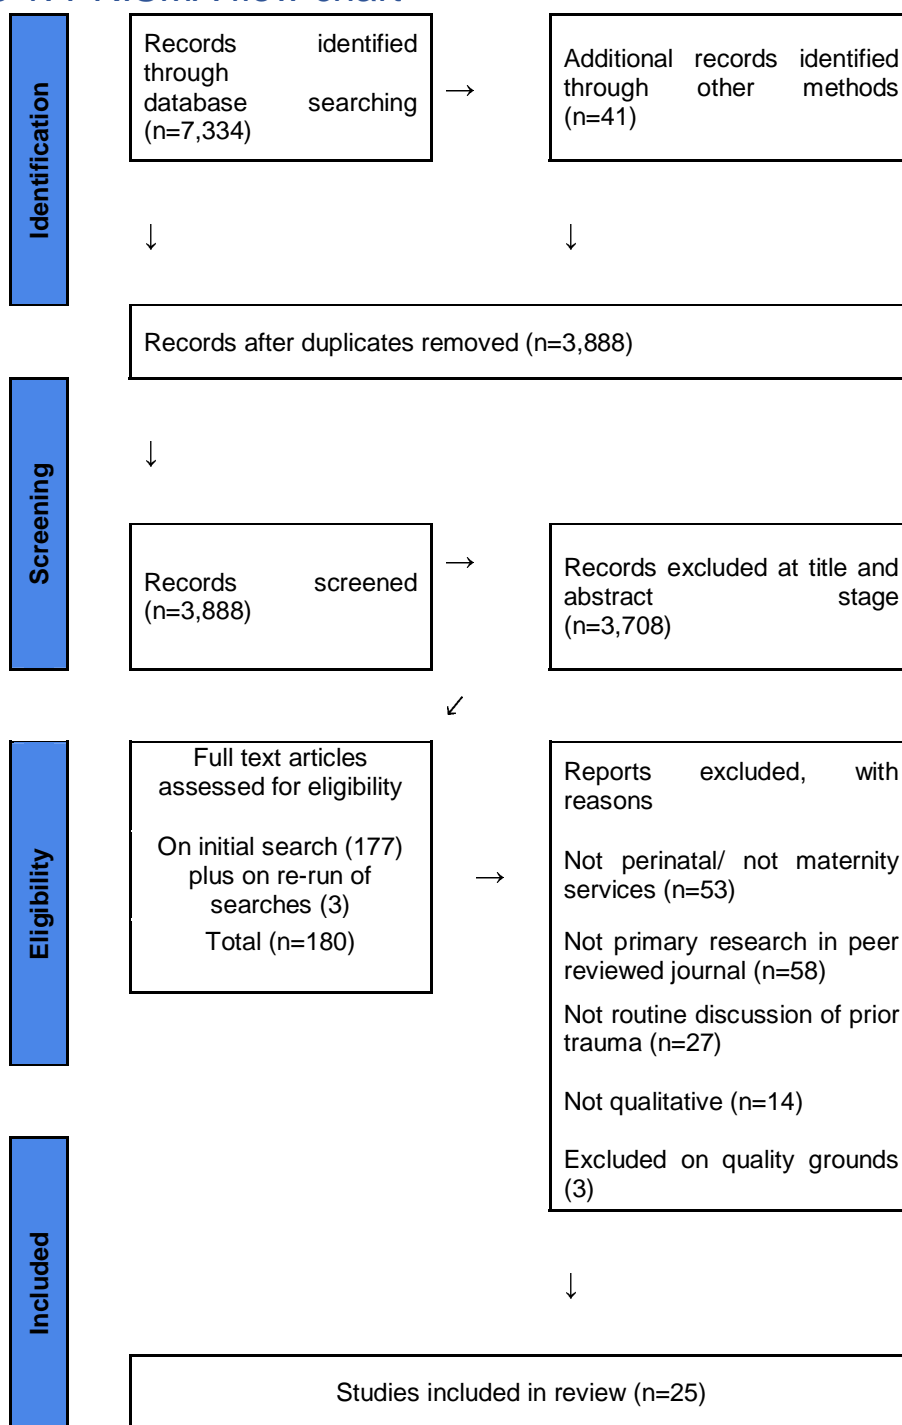 Identification
Records identified
through
database searching
(n=7,334)
→
Additional records identified
through other methods
(n=41)
↓
↓
Records after duplicates removed (n=3,888)
Screening
↓
Records screened
(n=3,888)
→
Records excluded at title and
abstract stage
(n=3,708)
↙
Eligibility
Full text articles
assessed for eligibility
On initial search (177)
plus on re-run of
searches (3)
Total (n=180)
→
Reports excluded, with
reasons
Not perinatal/ not maternity
services (n=53)
Not primary research in peer
reviewed journal (n=58)
Not routine discussion of prior
trauma (n=27)
Not qualitative (n=14)
Excluded on quality grounds
(3)
Included
↓
Studies included in review (n=25)